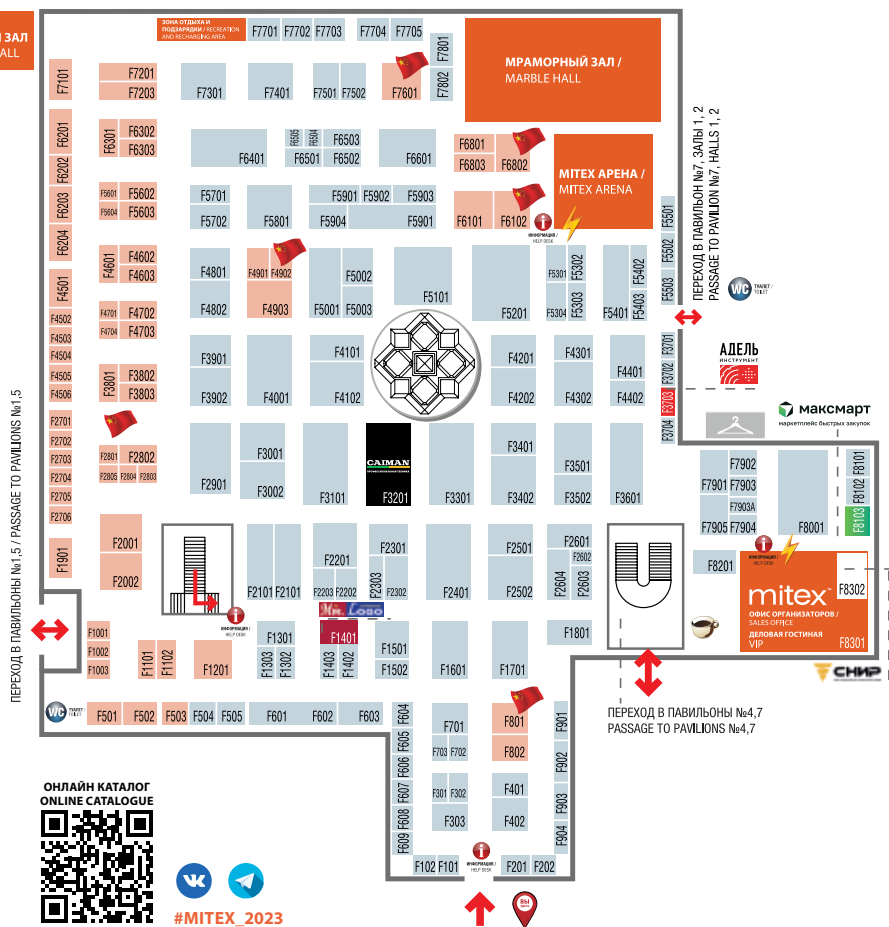 ЗАЛ
ALL
ЗОНА ОТДЫХА И
ПОДЗАРЯДКИ / RECREATION
AND RECHARGING AREA
F7701 F7702 F7703 F7704 F7705
F7801
F7802
МРАМОРНЫЙ ЗАЛ /
MARBLE HALL
F7101
F7201
F7203
F7301 F7401 F7501 F7502 F7601
F6201
F6202
F6203
F6204
F6301 F6302
F6303
F6401
F6505 F6504 F6503
F6501 F6502
F6601
F6801
F6803 F6802
MITEX АРЕНА /
MITEX ARENA
ПЕРЕХОД В ПАВИЛЬОН №7, ЗАЛЫ 1, 2
PASSAGE TO PAVILION №7, HALLS 1, 2
F5601 F5602
F5604 F5603
F5701
F5702
F5801
F5901 F5902 F5903
F5904 F5901
F6101 F6102
ИНФОРМАЦИЯ /
HELP DESK
F5501
F5502
F5503
F4501
F4502
F4503
F4504
F4505
F4506
F4601 F4602
F4603
F4701 F4702
F4704 F4703
F4801
F4802
F4901 F4902
F4903
F5001 F5002
F5003
F5101
F5201
F5301 F5302
F5304 F5303
F5401 F5402
F5403
WC ТУАЛЕТ /
TOILET
F3801 F3802
F3803
F3901
F3902
F4001
F4101
F4102
F4201
F4202
F4301
F4302
F4401
F4402
F3701
F3702
F3703
F3704
АДЕЛЬ
ИНСТРУМЕНТ
максмарт
маркетплейс быстрых закупок
ПЕРЕХОД В ПАВИЛЬОНЫ №1,5 / PASSAGE TO PAVILIONS №1,5
F2701
F2702
F2703
F2704
F2705
F2706
F2801 F2802
F2805 F2804 F2803
F2901
F3001
F3002
F3101
CAIMAN
F3201
F3301
F3401
F3402
F3501
F3502
F3601
F7902
F7901 F7903
F7903A
F7905 F7904
F8001
F8101
F8102
F8103
F1901
F2001
F2002
F2101 F2101
F2201
F2203 F2202
F2301
F2303 F2302
F2401
F2501
F2502
F2601
F2602
F2604 F2603
F8201
ИНФОРМАЦИЯ /
HELP DESK
mitex
ОФИС ОРГАНИЗАТОРОВ /
SALES OFFICE
ДЕЛОВАЯ ГОСТИНАЯ
VIP
F8302
F8301
СНИР
Mr. Logo
F1001
F1002
F1003
F1101 F1102
F1201
ИНФОРМАЦИЯ /
HELP DESK
F1301
F1303 F1302
F1401
F1403 F1402
F1501
F1502
F1601
F1701
F1801
WC ТУАЛЕТ /
TOILET
F501 F502 F503 F504 F505 F601 F602 F603
F604
F605
F606
F607
F608
F609
F701
F703 F702
F801
F802
F901
F902
F903
F904
F301 F302
F303
F401
F402
ПЕРЕХОД В ПАВИЛЬОНЫ №4,7
PASSAGE TO PAVILIONS №4,7
F102 F101
ИНФОРМАЦИЯ /
HELP DESK
F201 F202
ВЫ
ЗДЕСЬ
ОНЛАЙН КАТАЛОГ
ONLINE CATALOGUE
#MITEX_2023